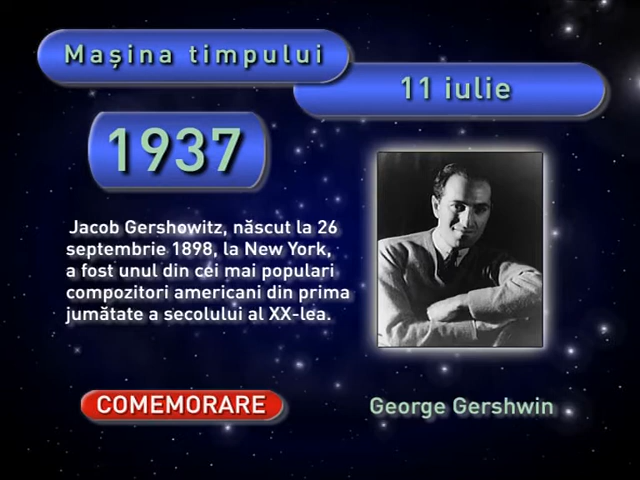 Mașina timpului
11 iulie
1937
Jacob Gershowitz, născut la 26
septembrie 1898, la New York,
a fost unul din cei mai populari
compozitori americani din prima
jumătate a secolului al XX-lea.
COMEMORARE
George Gershwin